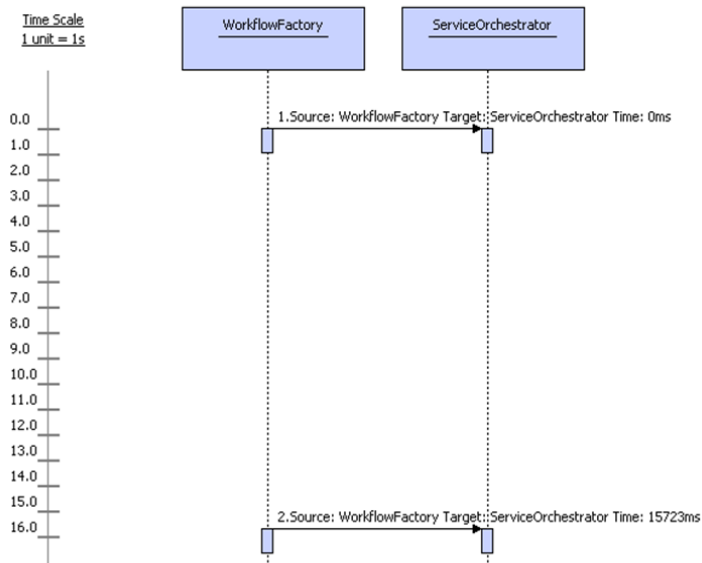 Time Scale
1 unit = 1s
WorkflowFactory
ServiceOrchestrator
0.0
1.Source: WorkflowFactory Target: ServiceOrchestrator Time: 0ms
1.0
2.0
3.0
4.0
5.0
6.0
7.0
8.0
9.0
10.0
11.0
12.0
13.0
14.0
15.0
2.Source: WorkflowFactory Target: ServiceOrchestrator Time: 15723ms
16.0